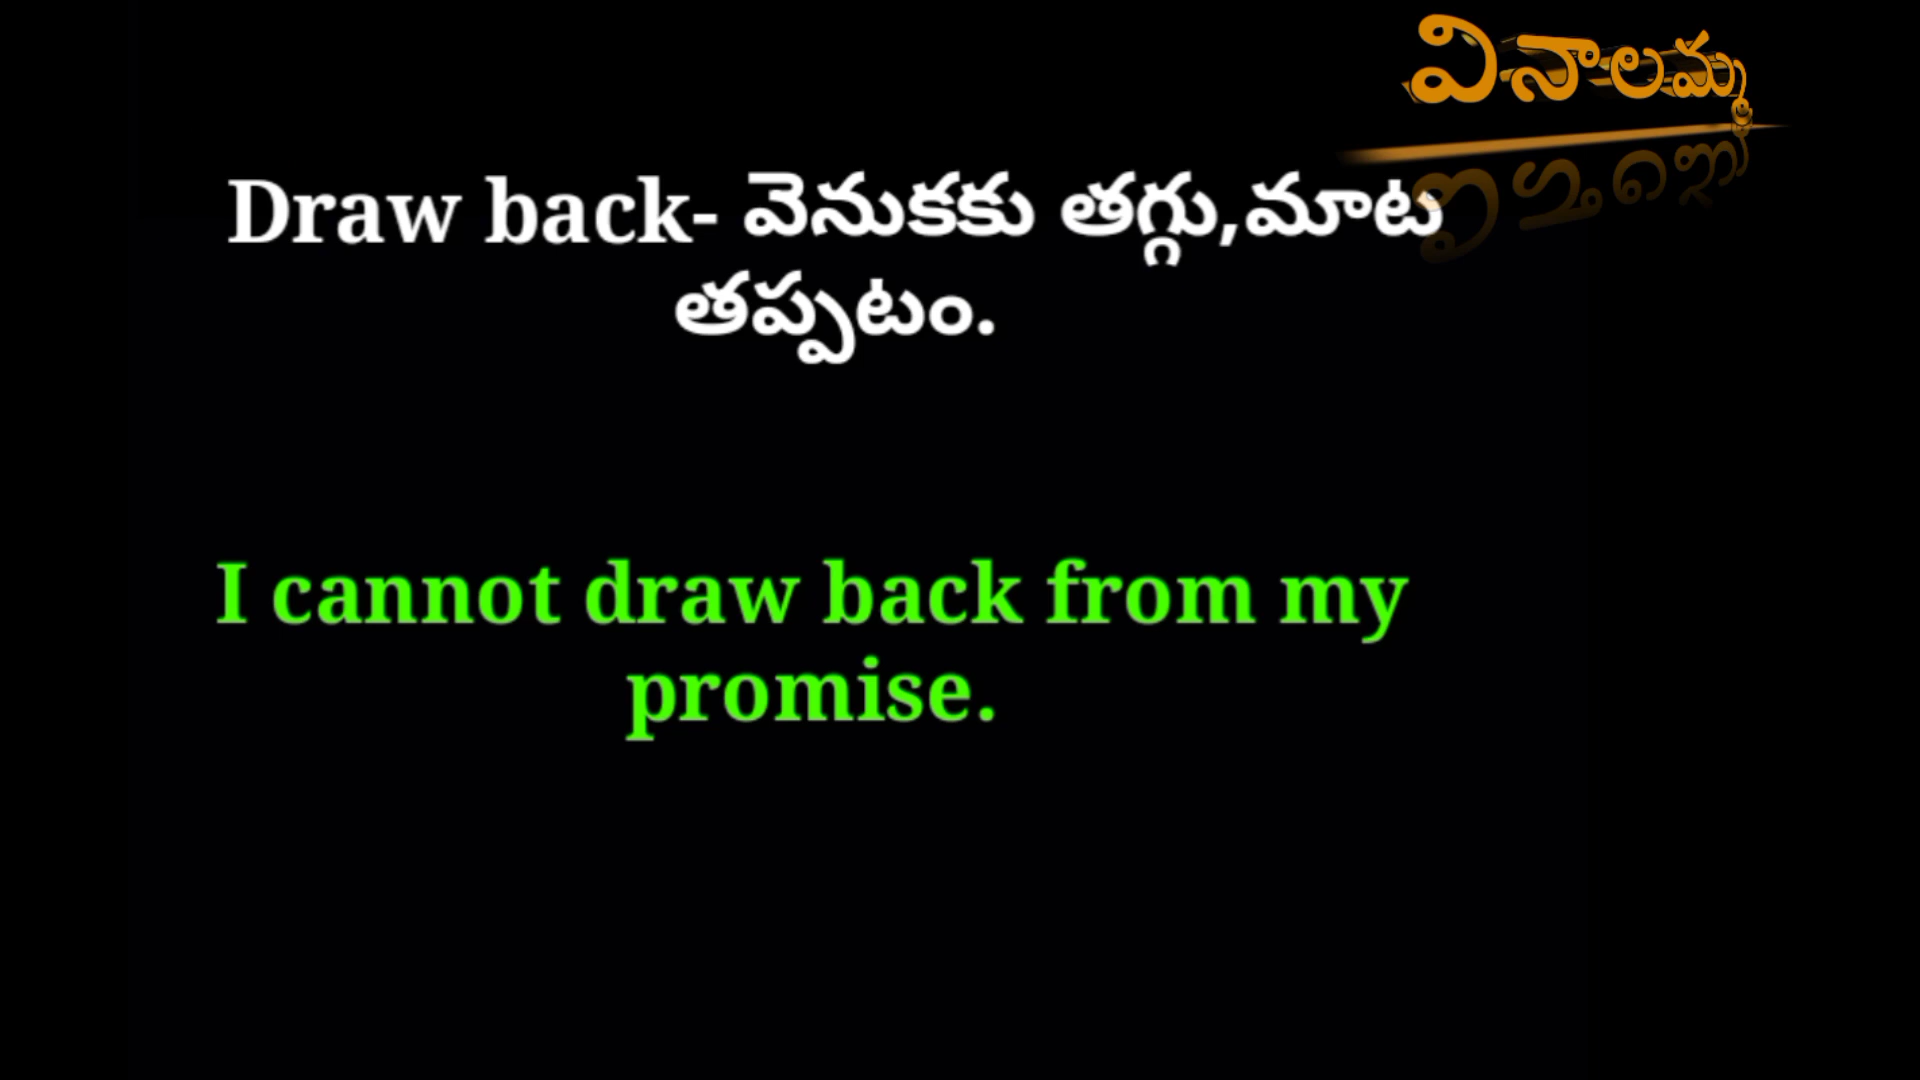 వినాలమ్మ
Draw back- వెనుకకు తగ్గు,మాట
తప్పటం.
I cannot draw back from my
promise.